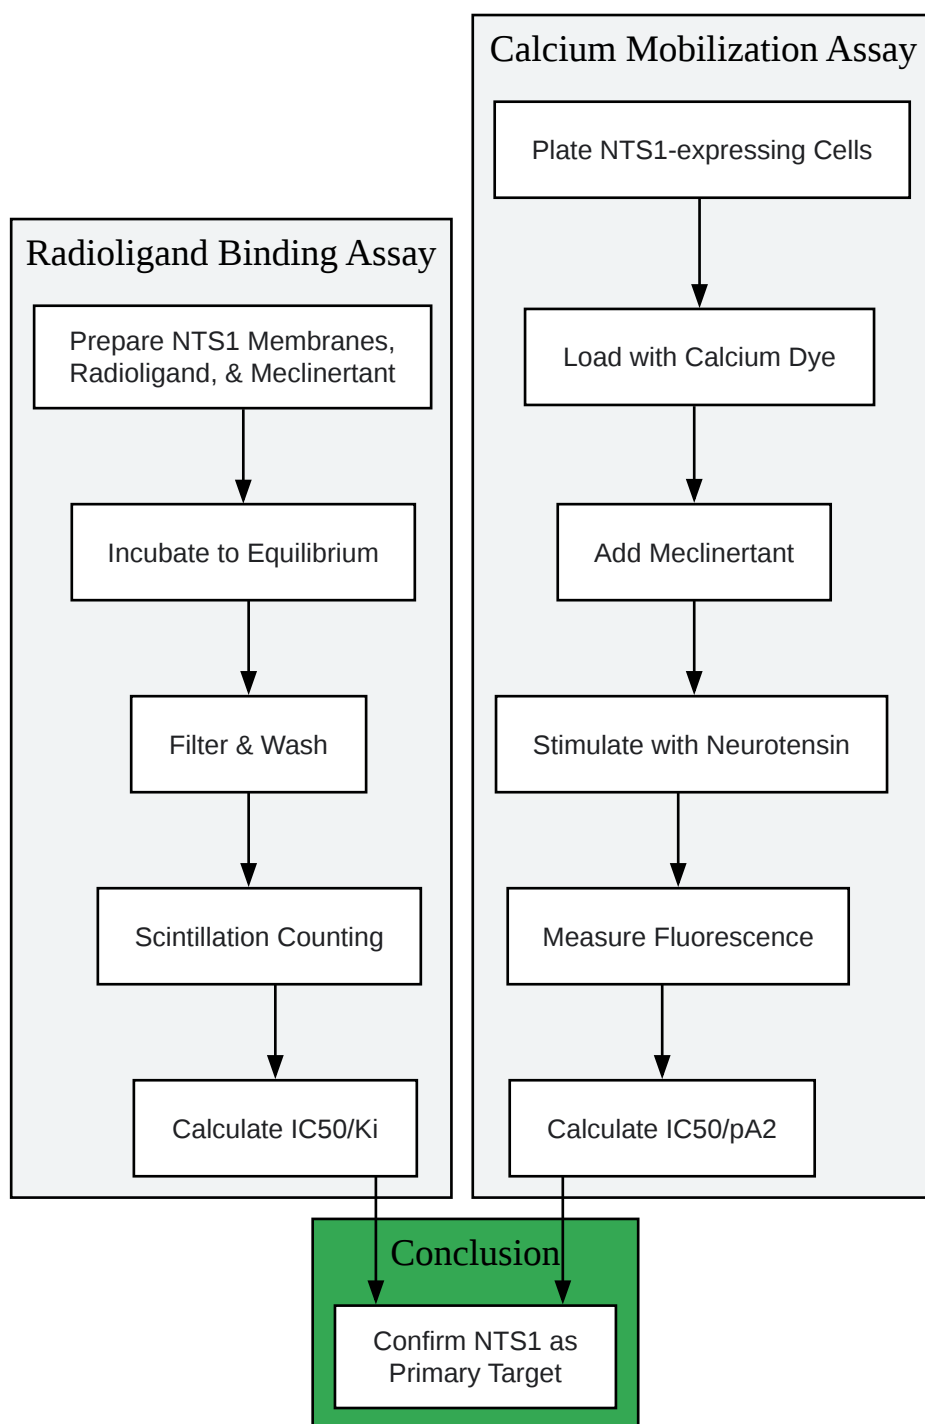 Radioligand Binding Assay
Prepare NTS1 Membranes,
Radioligand, & Meclinertant
Incubate to Equilibrium
Filter & Wash
Scintillation Counting
Calculate IC50/Ki
Calcium Mobilization Assay
Plate NTS1-expressing Cells
Load with Calcium Dye
Add Meclinertant
Stimulate with Neurotensin
Measure Fluorescence
Calculate IC50/pA2
Conclusion
Confirm NTS1 as
Primary Target